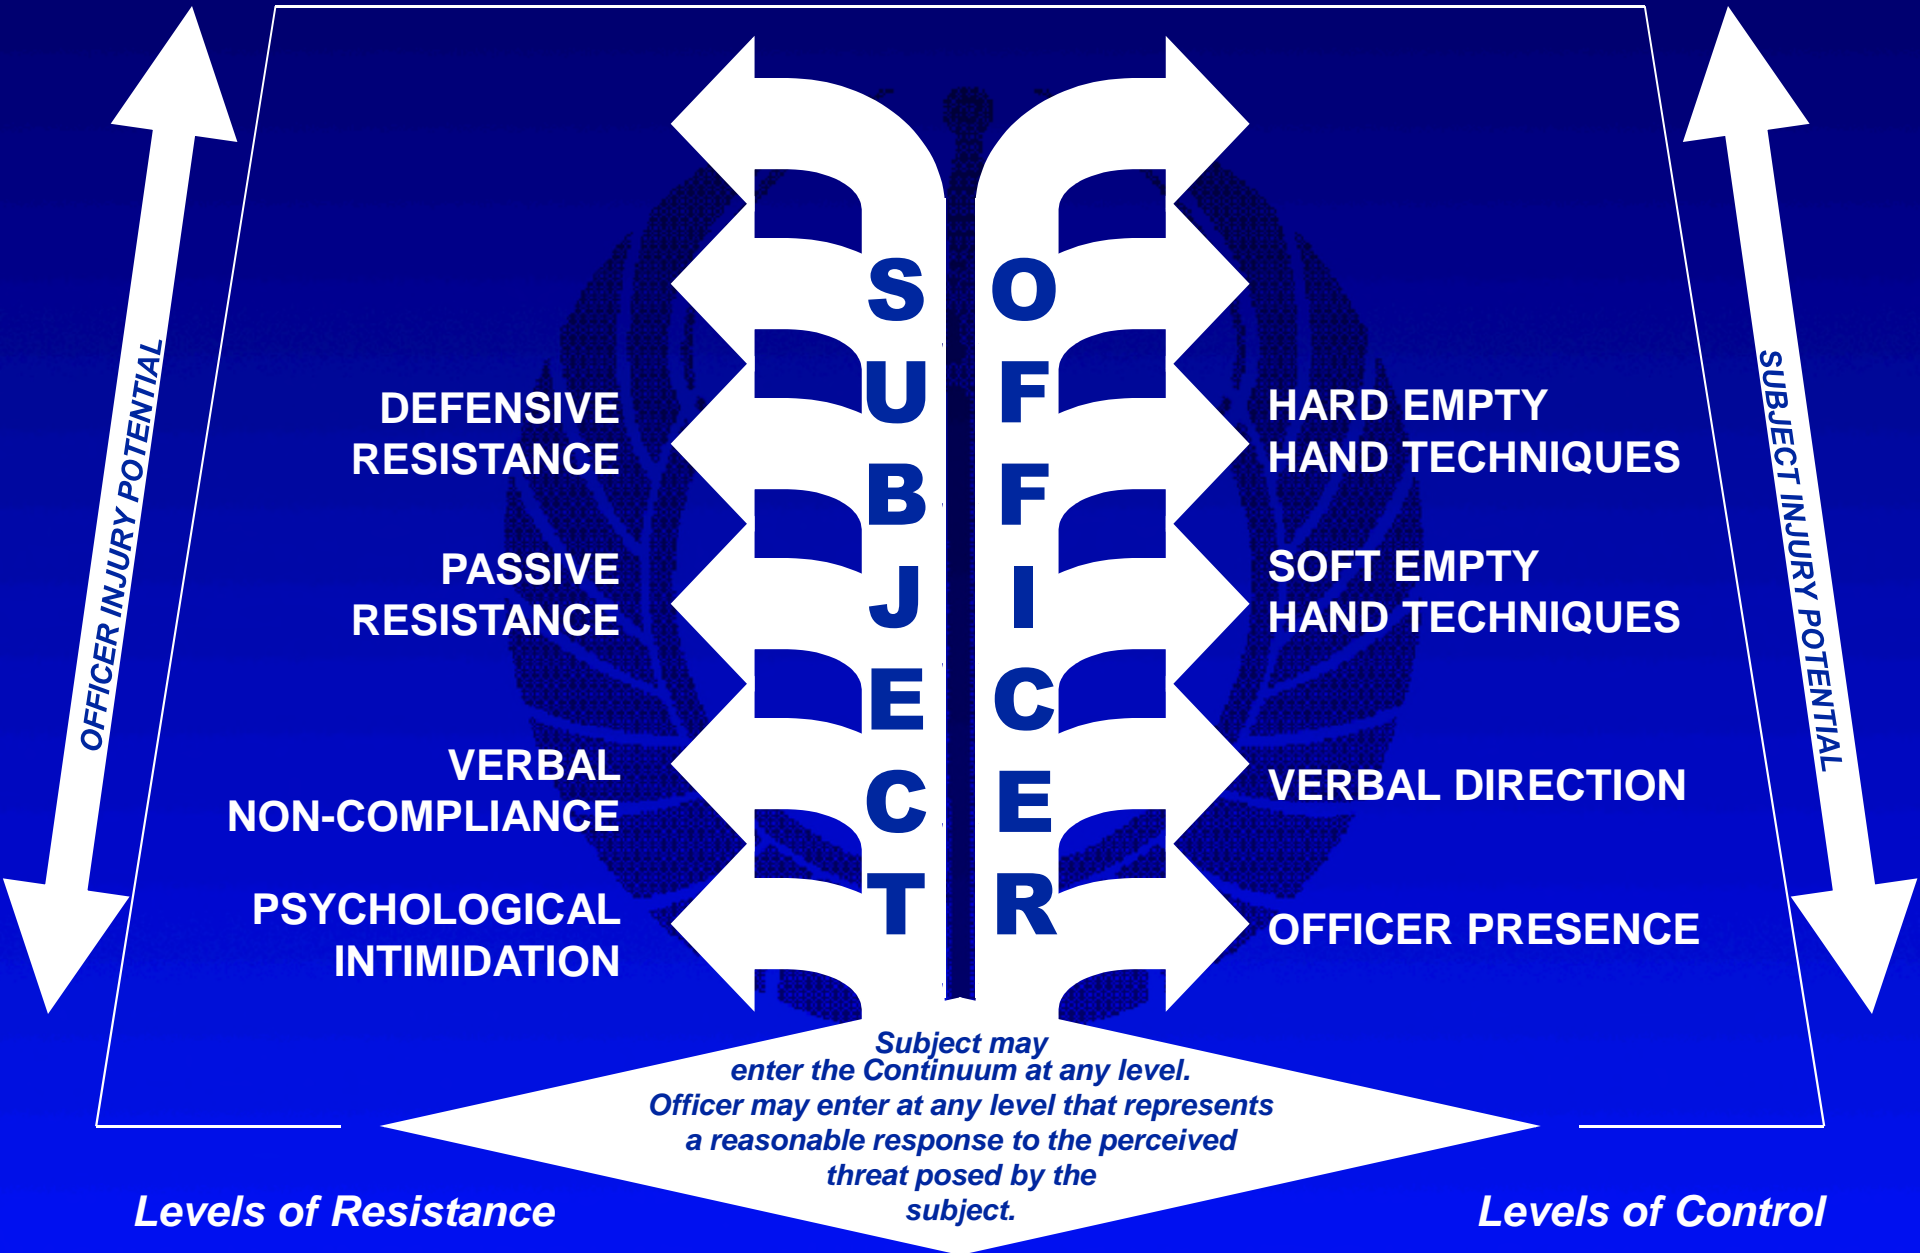 OFFICER INJURY POTENTIAL
DEFENSIVE
RESISTANCE
PASSIVE
RESISTANCE
VERBAL
NON-COMPLIANCE
PSYCHOLOGICAL
INTIMIDATION
SUBJECT
OFFICER
HARD EMPTY
HAND TECHNIQUES
SOFT EMPTY
HAND TECHNIQUES
VERBAL DIRECTION
OFFICER PRESENCE
SUBJECT INJURY POTENTIAL
Subject may
enter the Continuum at any level.
Officer may enter at any level that represents
a reasonable response to the perceived
threat posed by the
subject.
Levels of Resistance
Levels of Control